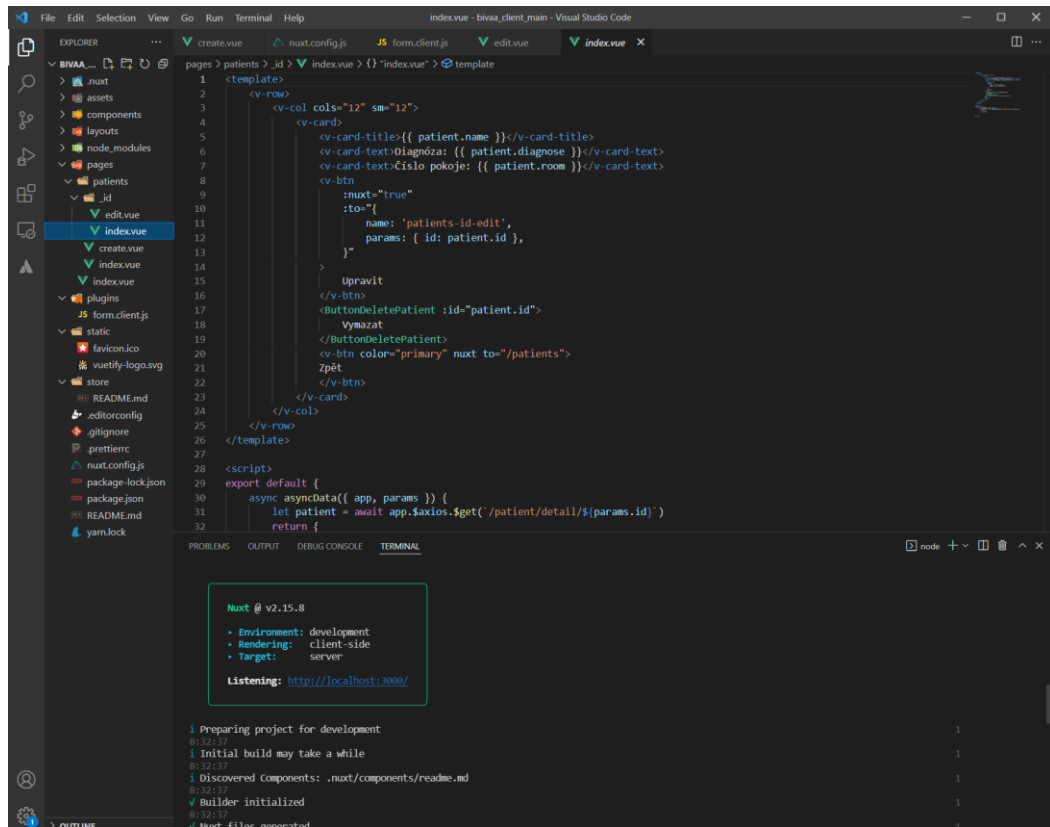 File Edit Selection View Go Run Terminal Help
index.vue - bivaa_client_main - Visual Studio Code
EXPLORER
BIVAA_...
.nuxt
assets
components
layouts
node_modules
pages
patients
_id
edit.vue
index.vue
create.vue
index.vue
index.vue
plugins
JS form.client.js
static
favicon.ico
vuetify-logo.svg
store
README.md
.editorconfig
.gitignore
.prettierrc
nuxt.config.js
package-lock.json
package.json
README.md
yarn.lock
OUTLINE
create.vue nuxt.config.js JS form.client.js edit.vue index.vue
pages > patients > _id > index.vue > {} "index.vue" > template
1 <template>
2 <v-row>
3 <v-col cols="12" sm="12">
4 <v-card>
5 <v-card-title>{{ patient.name }}</v-card-title>
6 <v-card-text>Diagnóza: {{ patient.diagnose }}</v-card-text>
7 <v-card-text>Číslo pokoje: {{ patient.room }}</v-card-text>
8 <v-btn
9 :nuxt="true"
10 :to="{
11 name: 'patients-id-edit',
12 params: { id: patient.id },
13 }"
14 >
15 Upravit
16 </v-btn>
17 <ButtonDeletePatient :id="patient.id">
18 Vymazat
19 </ButtonDeletePatient>
20 <v-btn color="primary" nuxt to="/patients">
21 Zpět
22 </v-btn>
23 </v-card>
24 </v-col>
25 </v-row>
26 </template>
27
28 <script>
29 export default {
30 async asyncData({ app, params }) {
31 let patient = await app.$axios.$get(`/patient/detail/${params.id}`)
32 return {
PROBLEMS OUTPUT DEBUG CONSOLE TERMINAL
node
Nuxt @ v2.15.8
▸ Environment: development
▸ Rendering: client-side
▸ Target: server
Listening: http://localhost:3000/
i Preparing project for development 1
8:32:37
i Initial build may take a while 1
8:32:37
i Discovered Components: .nuxt/components/readme.md 1
8:32:37
√ Builder initialized 1
8:32:37
√ Nuxt files generated 1
1